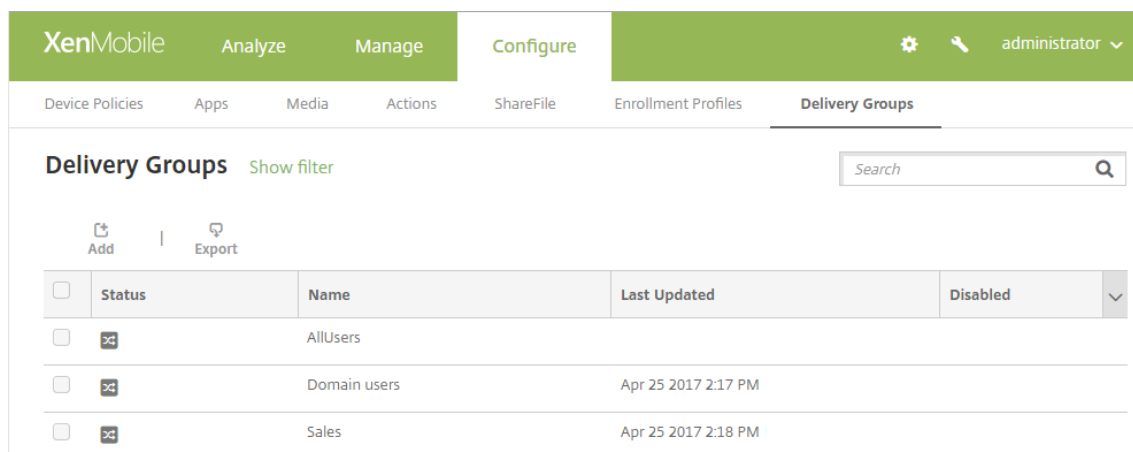 XenMobile Analyze Manage Configure administrator
Device Policies Apps Media Actions ShareFile Enrollment Profiles Delivery Groups
Delivery Groups Show filter Search
Add | Export
Status Name Last Updated Disabled
AllUsers
Domain users Apr 25 2017 2:17 PM
Sales Apr 25 2017 2:18 PM